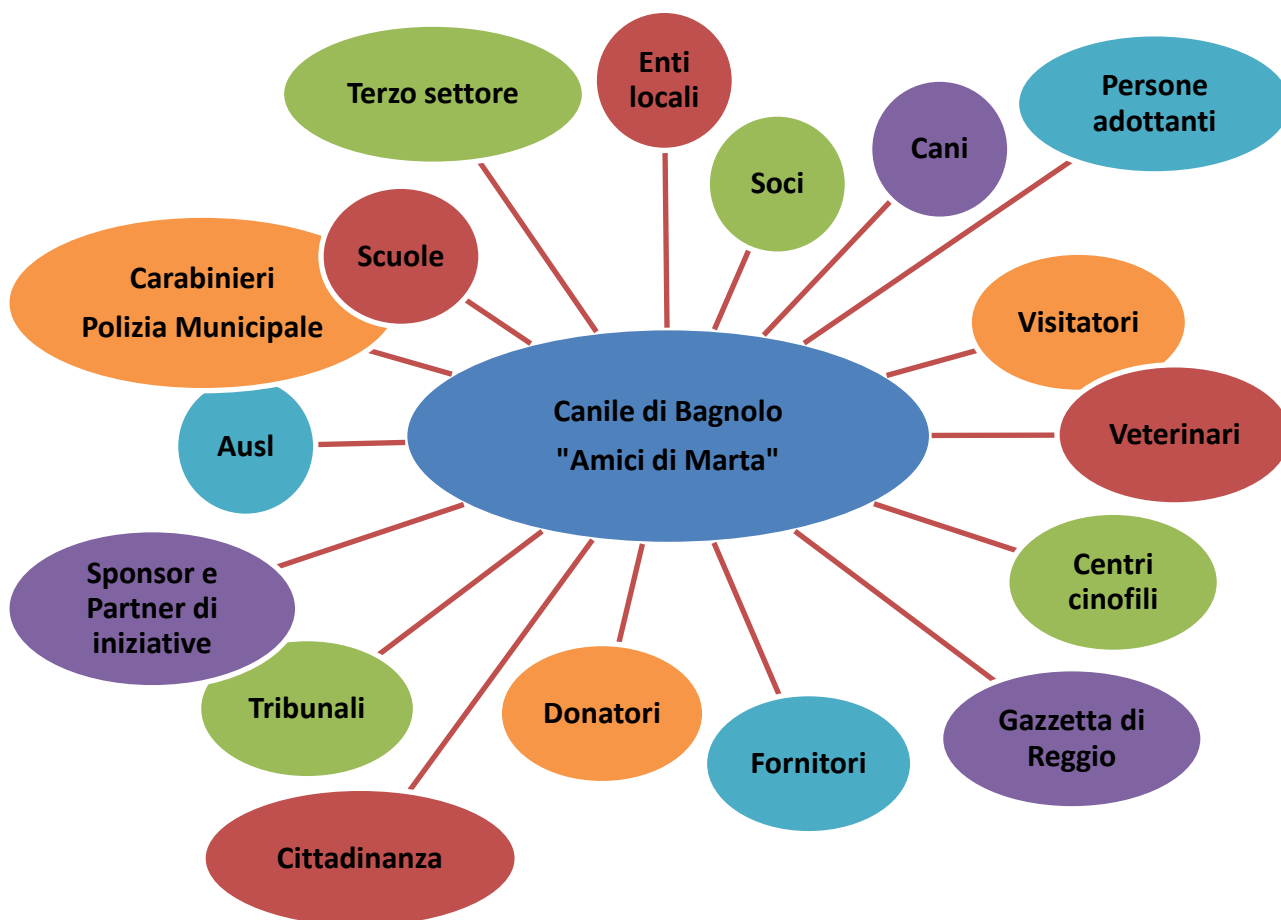 Enti
locali
Terzo settore
Persone
adottanti
Cani
Soci
Scuole
Carabinieri
Polizia Municipale
Visitatori
Canile di Bagnolo
"Amici di Marta"
Veterinari
Ausl
Sponsor e
Partner di
iniziative
Centri
cinofili
Tribunali
Donatori
Gazzetta di
Reggio
Fornitori
Cittadinanza